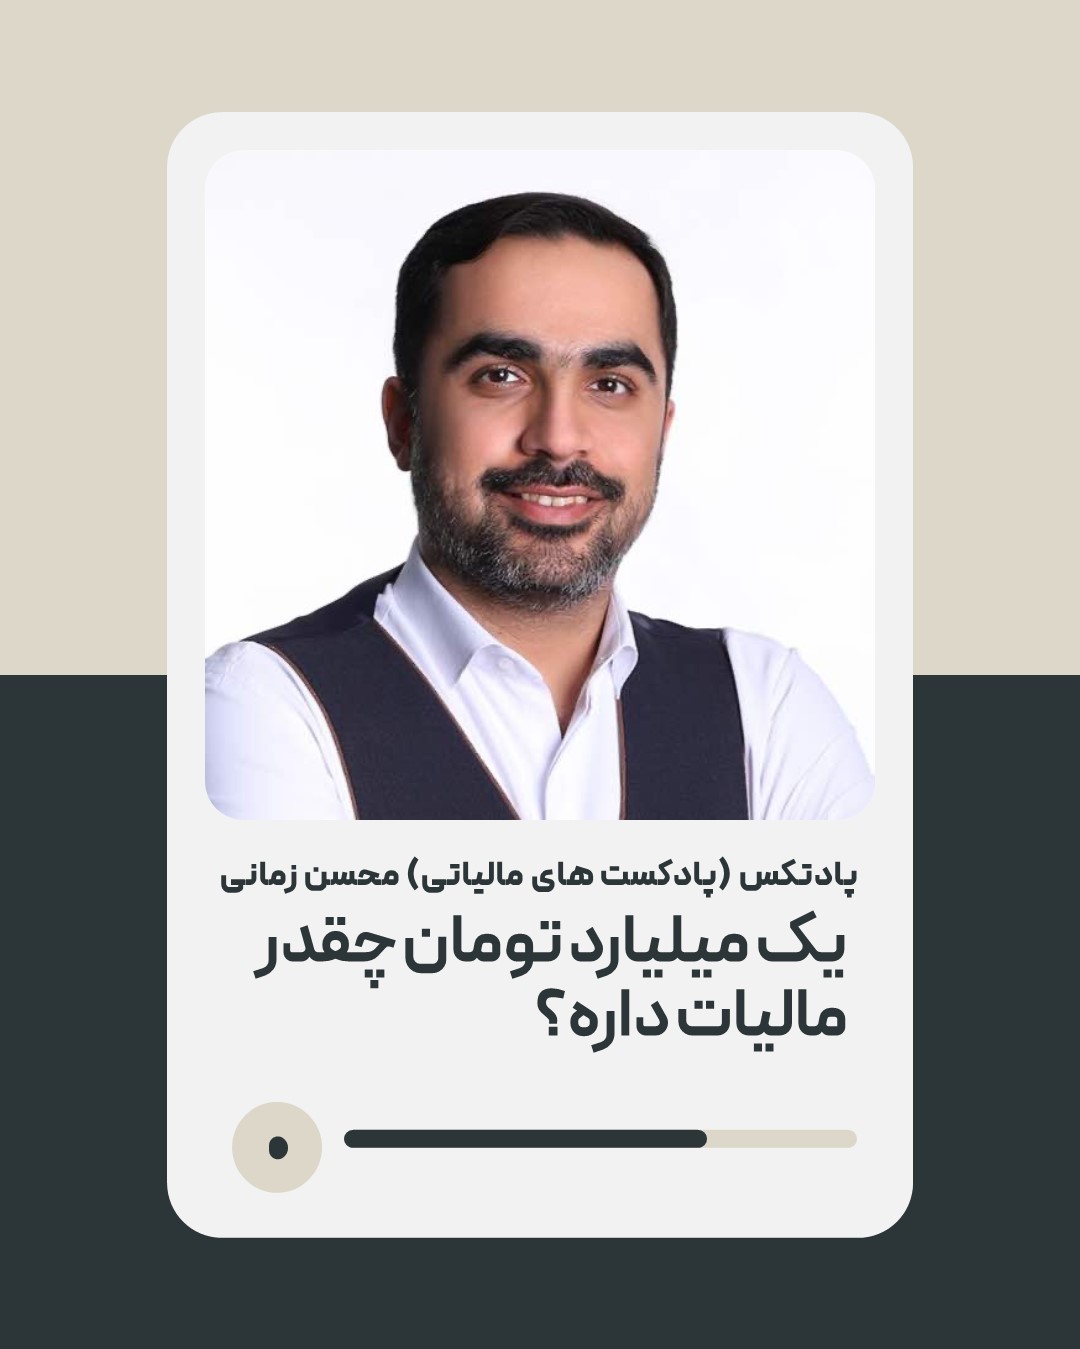 پادتکس (پادکست های مالیاتی) محسن زمانی
یک میلیارد تومان چقدر
مالیات داره؟